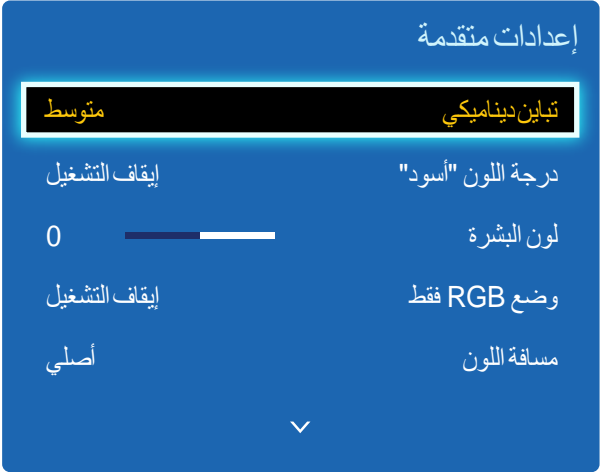 إعدادات متقدمة
تباين ديناميكي متوسط
درجة اللون "أسود" إيقاف التشغيل
لون البشرة 0
وضع RGB فقط إيقاف التشغيل
مسافة اللون أصلي